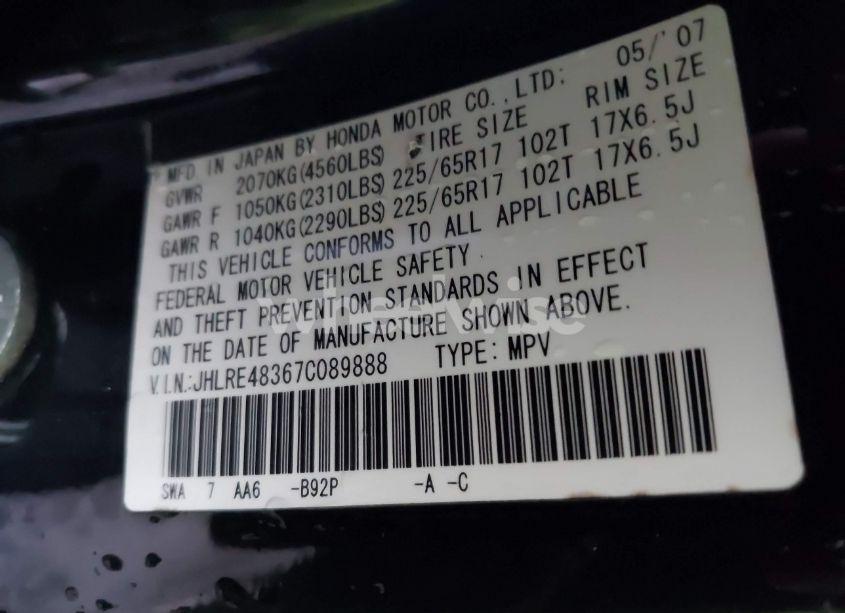 MFD. IN JAPAN BY HONDA MOTOR CO., LTD: 05/'07
GVWR 2070KG(4560LBS) TIRE SIZE RIM SIZE
GAWR F 1050KG(2310LBS) 225/65R17 102T 17X6.5J
GAWR R 1040KG(2290LBS) 225/65R17 102T 17X6.5J
THIS VEHICLE CONFORMS TO ALL APPLICABLE
FEDERAL MOTOR VEHICLE SAFETY
AND THEFT PREVENTION STANDARDS IN EFFECT
ON THE DATE OF MANUFACTURE SHOWN ABOVE.
V.I.N.:JHLRE48367C089888 TYPE: MPV
SWA 7 AA6 -B92P -A -C